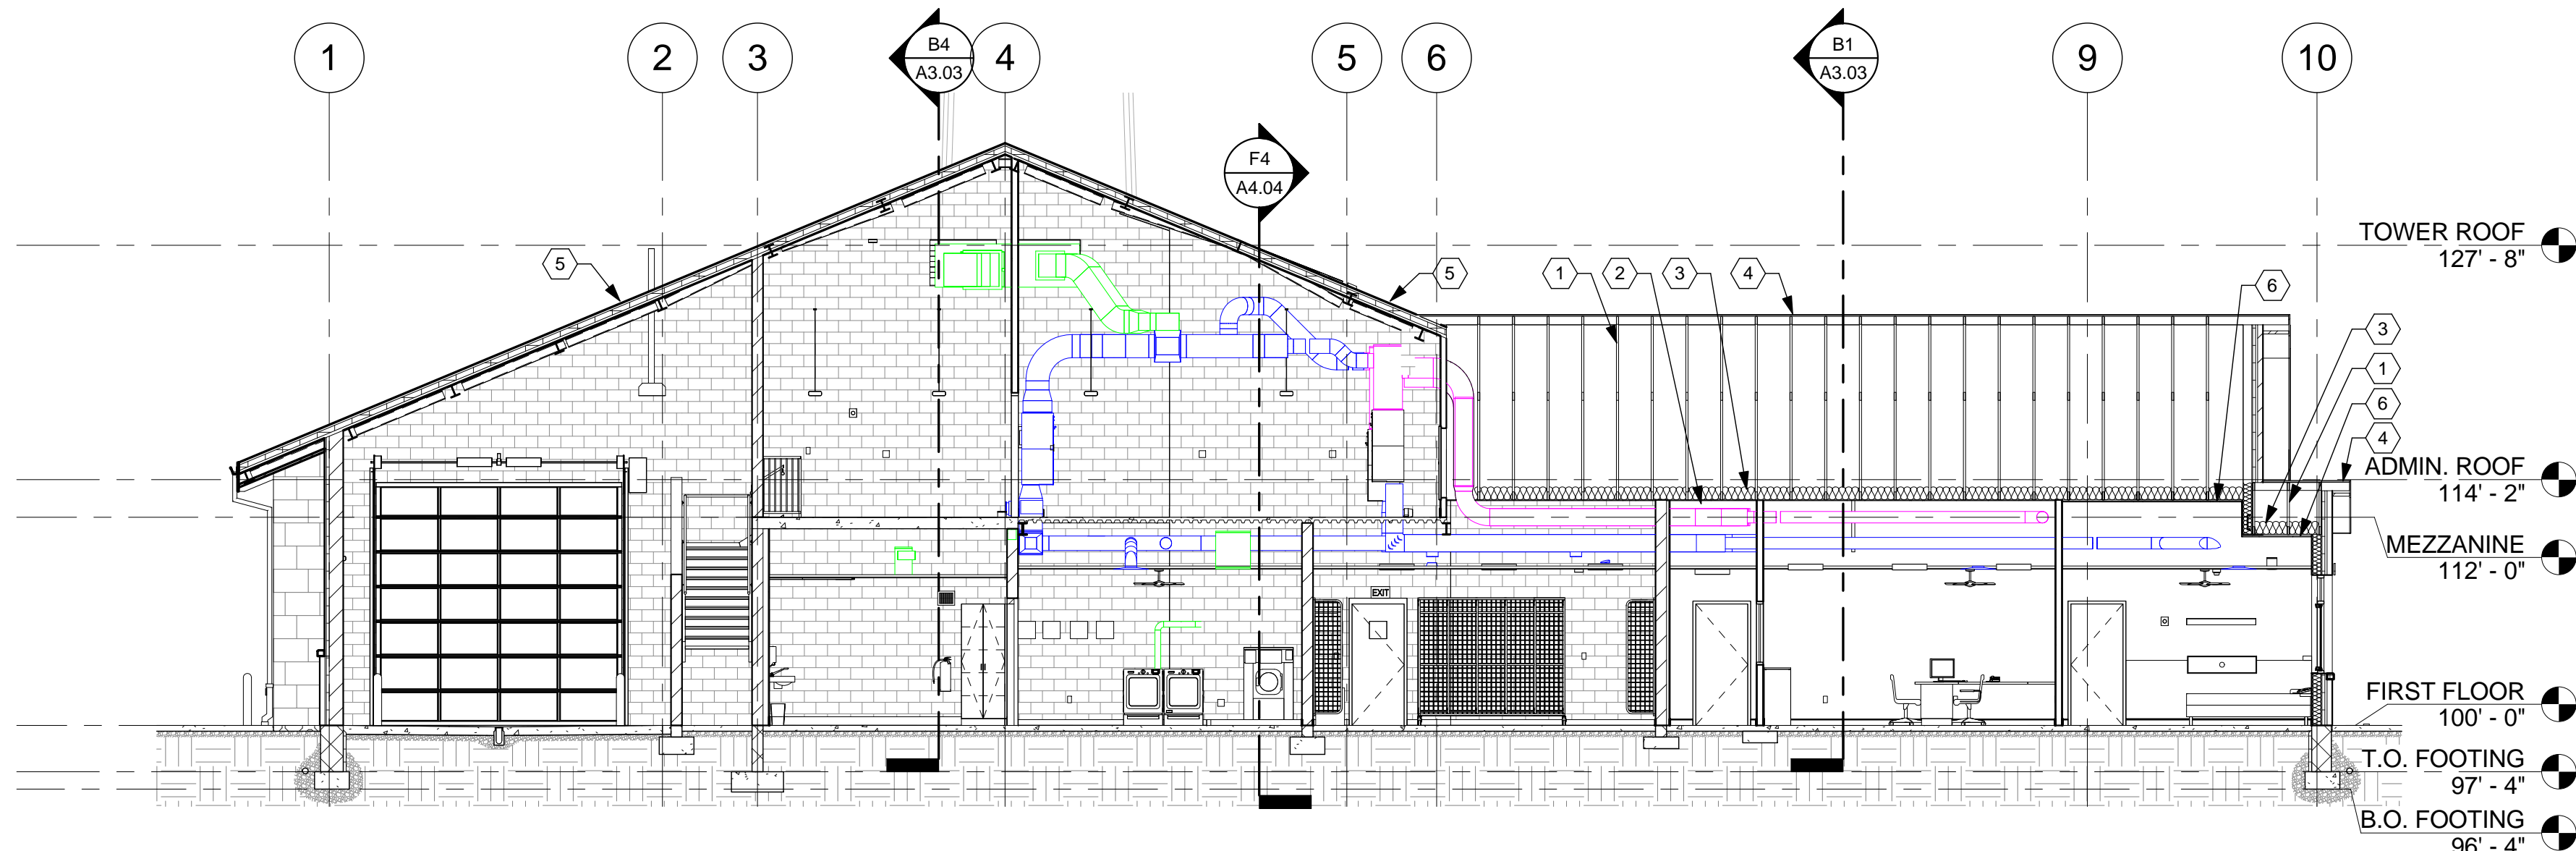 1
2
3
B4
A3.03
4
5
6
B1
A3.03
9
10
F4
A4.04
TOWER ROOF
127' - 8"
5
5
1
2
3
4
6
3
1
6
4
ADMIN. ROOF
114' - 2"
MEZZANINE
112' - 0"
EXIT
FIRST FLOOR
100' - 0"
T.O. FOOTING
97' - 4"
B.O. FOOTING
96' - 4"